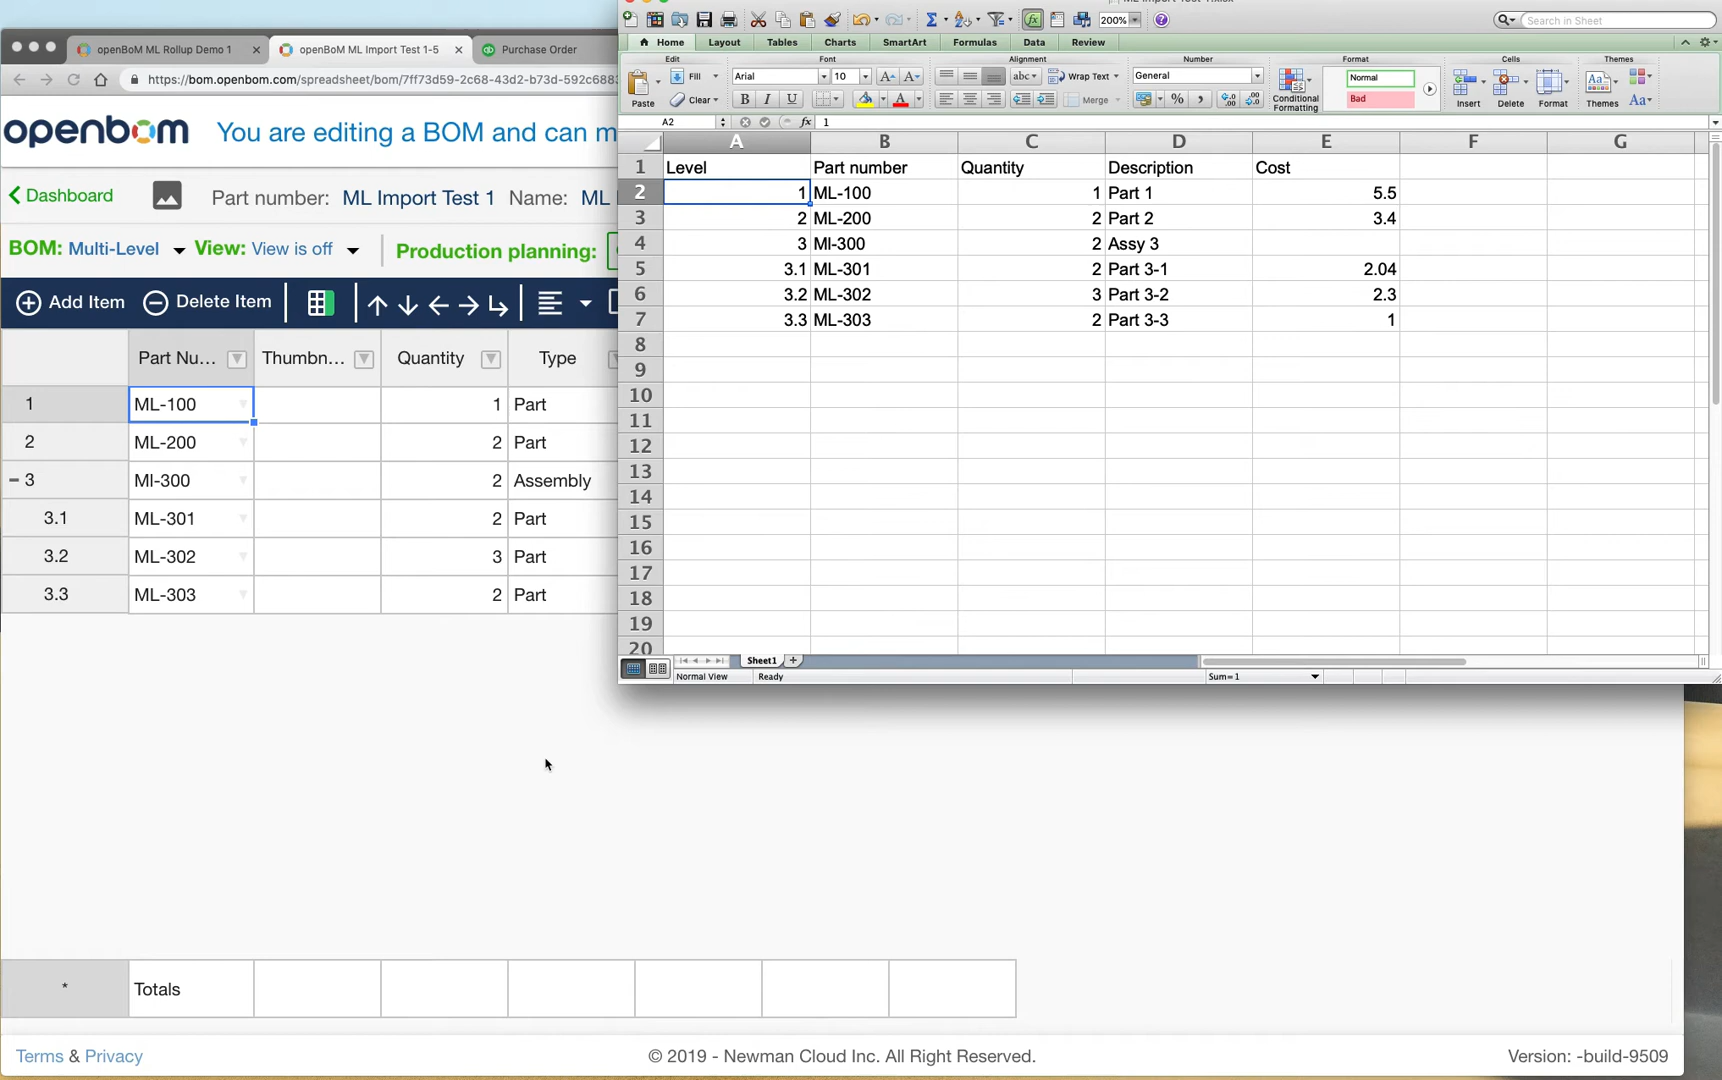 openBoM ML Rollup Demo 1
openBoM ML Import Test 1-5
Purchase Order
https://bom.openbom.com/spreadsheet/bom/7ff73d59-2c68-43d2-b73d-592c688
openbom
You are editing a BOM and can m
Dashboard
Part number: ML Import Test 1 Name: ML
BOM: Multi-Level View: View is off Production planning:
Add Item Delete Item
Part Nu... Thumbn... Quantity Type
1 ML-100 1 Part
2 ML-200 2 Part
3 Ml-300 2 Assembly
3.1 ML-301 2 Part
3.2 ML-302 3 Part
3.3 ML-303 2 Part
* Totals
Terms & Privacy
© 2019 - Newman Cloud Inc. All Right Reserved.
Version: -build-9509
ML Import Test 1.xlsx
200%
Search in Sheet
Home Layout Tables Charts SmartArt Formulas Data Review
Edit Font Alignment Number Format Cells Themes
Fill Arial 10 A A abc Wrap Text General Normal
Paste Clear B I U A Merge % Conditional Formatting Bad Insert Delete Format Themes Aa
A2 fx 1
A B C D E F G
1 Level Part number Quantity Description Cost
2 1 ML-100 1 Part 1 5.5
3 2 ML-200 2 Part 2 3.4
4 3 Ml-300 2 Assy 3
5 3.1 ML-301 2 Part 3-1 2.04
6 3.2 ML-302 3 Part 3-2 2.3
7 3.3 ML-303 2 Part 3-3 1
8
9
10
11
12
13
14
15
16
17
18
19
20
Sheet1
Normal View Ready Sum=1